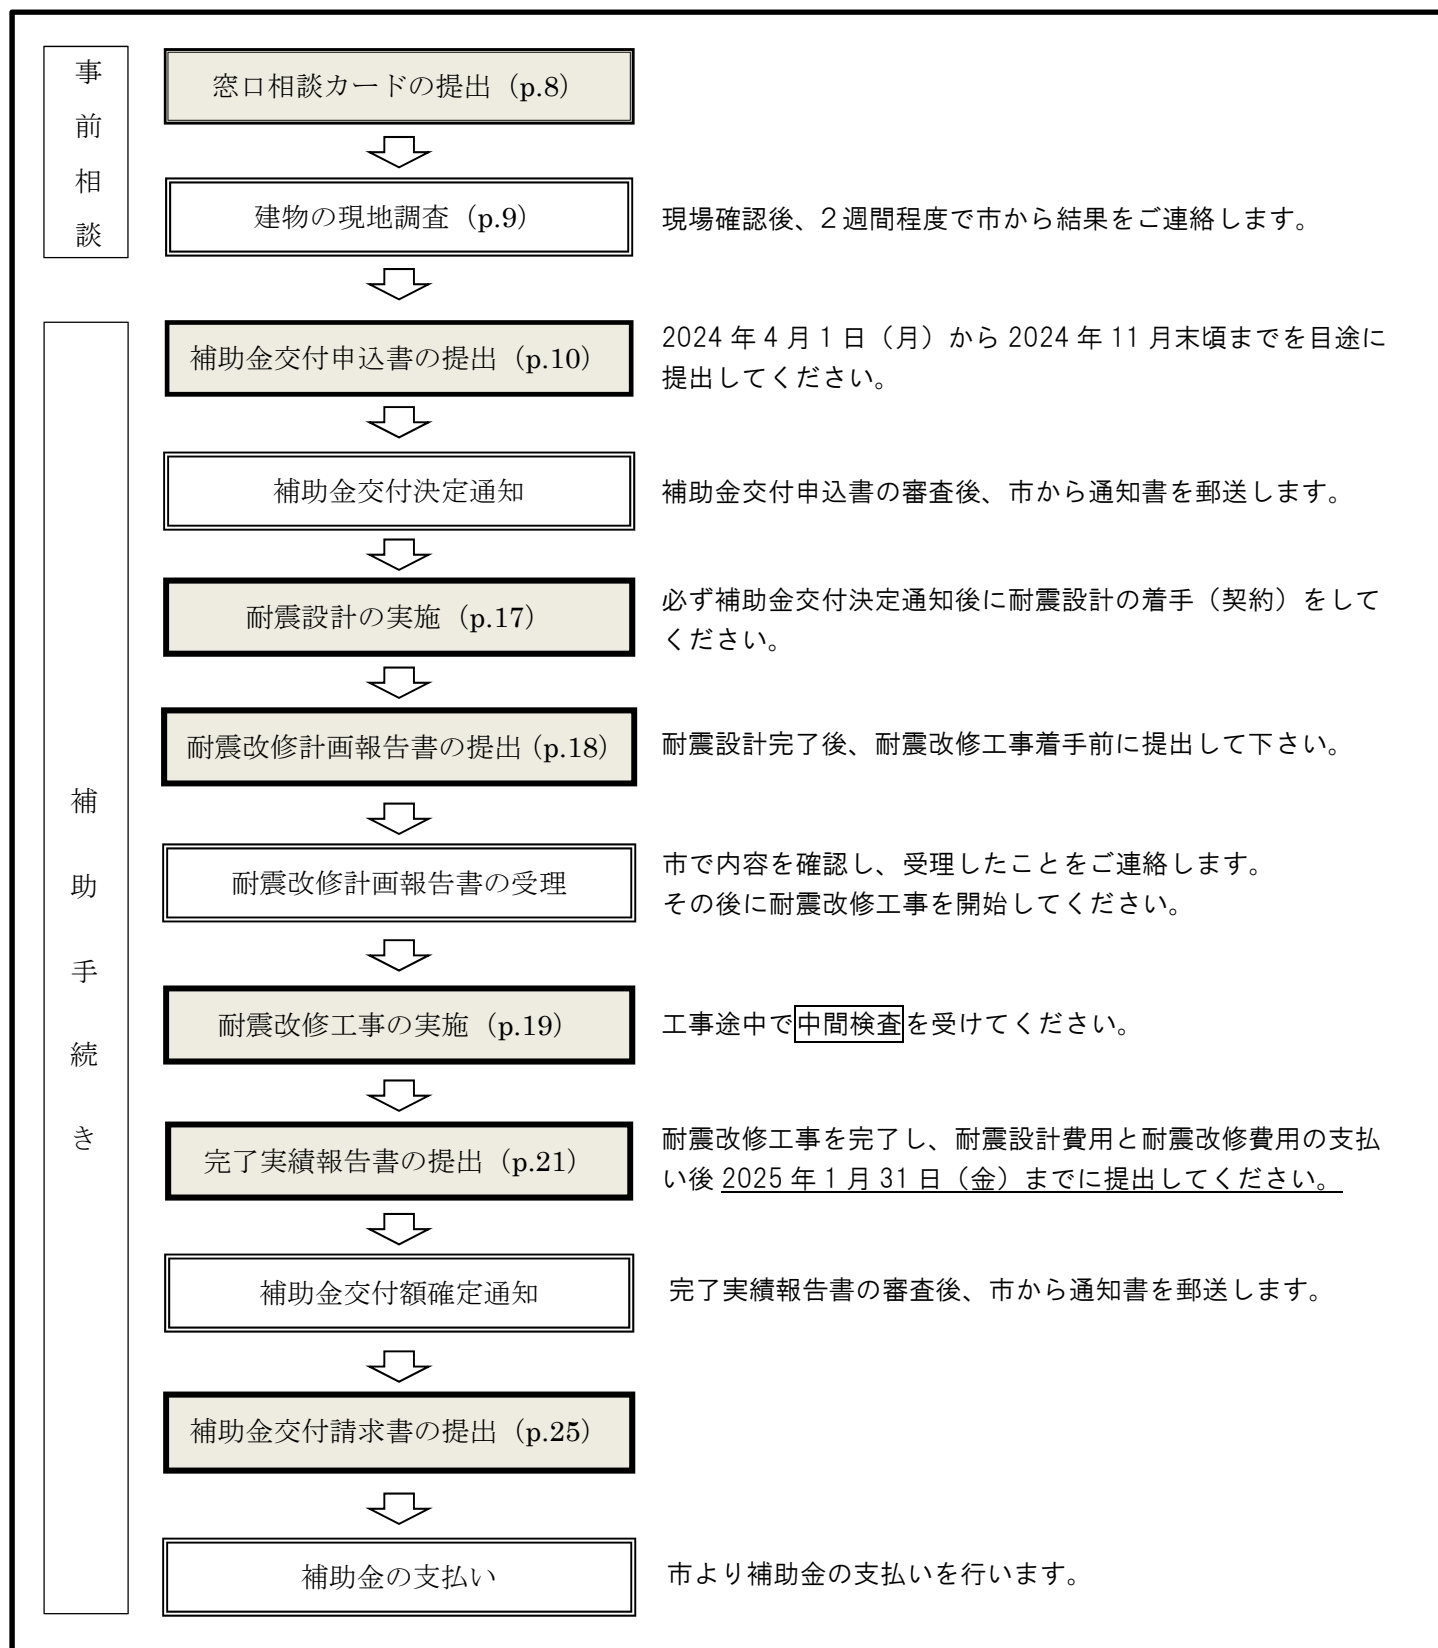 事前相談
窓口相談カードの提出（p.8）
建物の現地調査（p.9）
現場確認後、２週間程度で市から結果をご連絡します。
補助手続き
補助金交付申込書の提出（p.10）
2024 年 4 月 1 日（月）から 2024 年 11 月末頃までを目途に
提出してください。
補助金交付決定通知
補助金交付申込書の審査後、市から通知書を郵送します。
耐震設計の実施（p.17）
必ず補助金交付決定通知後に耐震設計の着手（契約）をして
ください。
耐震改修計画報告書の提出（p.18）
耐震設計完了後、耐震改修工事着手前に提出して下さい。
耐震改修計画報告書の受理
市で内容を確認し、受理したことをご連絡します。
その後に耐震改修工事を開始してください。
耐震改修工事の実施（p.19）
工事途中で中間検査を受けてください。
完了実績報告書の提出（p.21）
耐震改修工事を完了し、耐震設計費用と耐震改修費用の支払
い後 2025 年 1 月 31 日（金）までに提出してください。
補助金交付額確定通知
完了実績報告書の審査後、市から通知書を郵送します。
補助金交付請求書の提出（p.25）
補助金の支払い
市より補助金の支払いを行います。